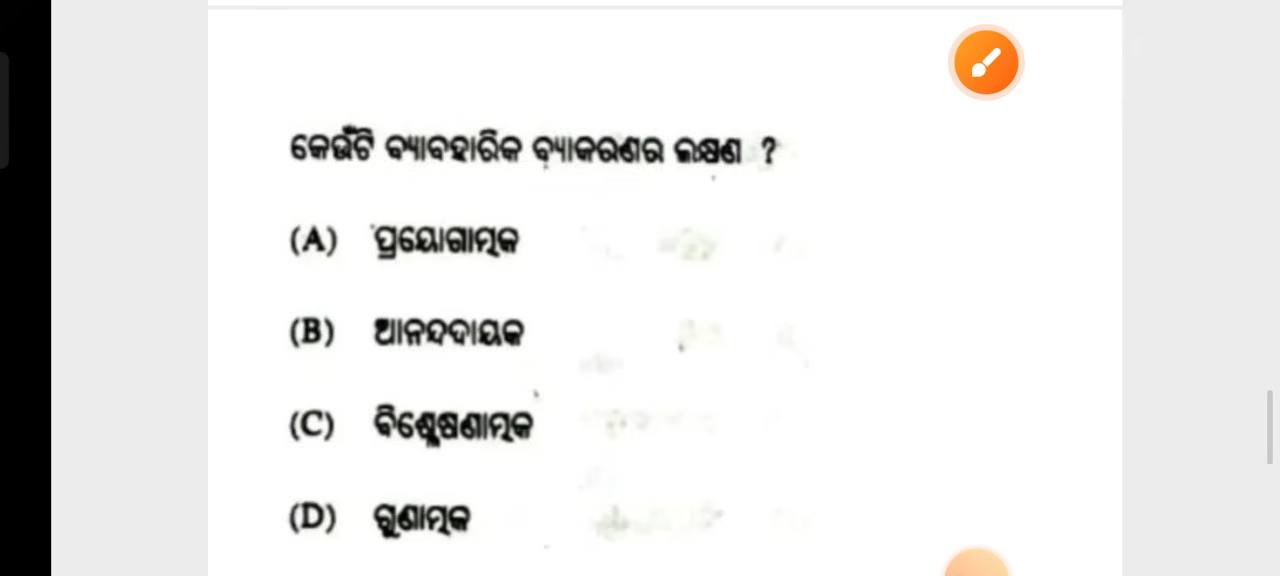 କେଉଁଟି ବ୍ୟାବହାରିକ ବ୍ୟାକରଣର ଲକ୍ଷଣ ?
(A) ପ୍ରୟୋଗାତ୍ମକ
(B) ଆନନ୍ଦଦାୟକ
(C) ବିଶ୍ଳେଷଣାତ୍ମକ
(D) ଗୁଣାତ୍ମକ